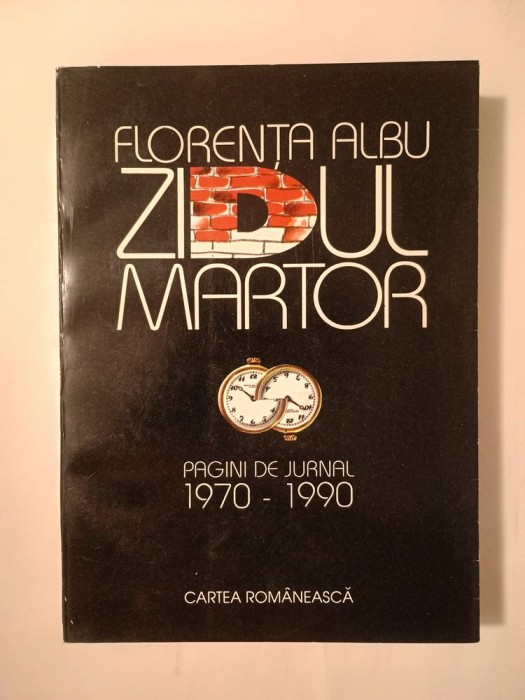 FLORENȚA ALBU
ZIDUL
MARTOR
PAGINI DE JURNAL
1970 - 1990
CARTEA ROMÂNEASCĂ